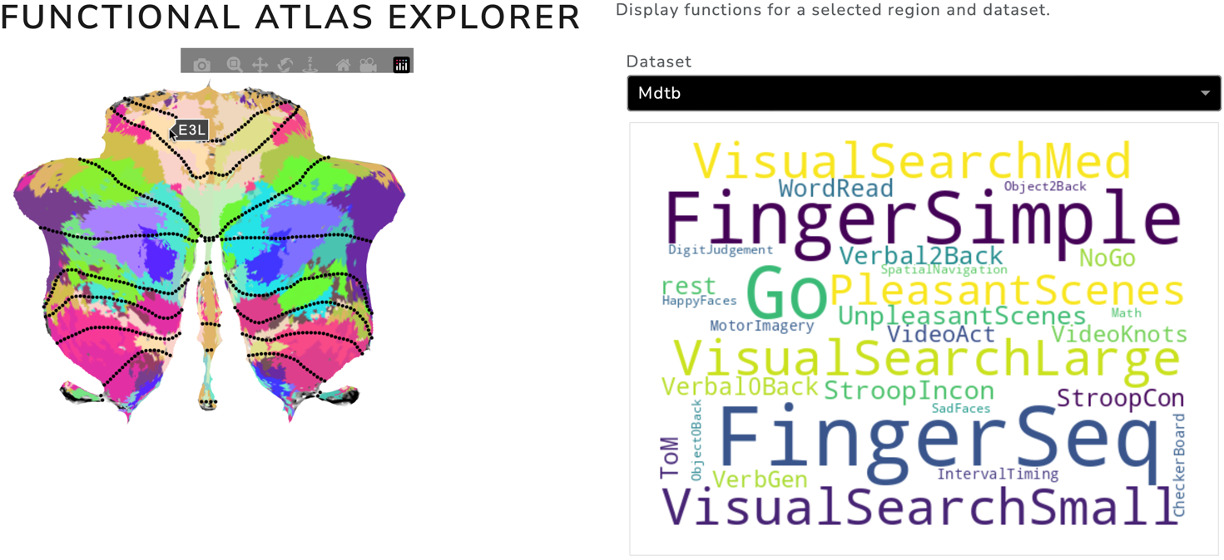 FUNCTIONAL ATLAS EXPLORER
E3L
Display functions for a selected region and dataset.
Dataset
Mdtb
VisualSearchMed
WordRead
Object2Back
FingerSimple
DigitJudgement
Verbal2Back
NoGo
SpatialNavigation
rest
Go
PleasantScenes
HappyFaces
UnpleasantScenes
Math
MotorImagery
VideoAct
VideoKnots
VisualSearchLarge
Verbal0Back
StroopIncon
StroopCon
SadFaces
ToM
Object0Back
FingerSeq
CheckerBoard
IntervalTiming
VerbGen
VisualSearchSmall